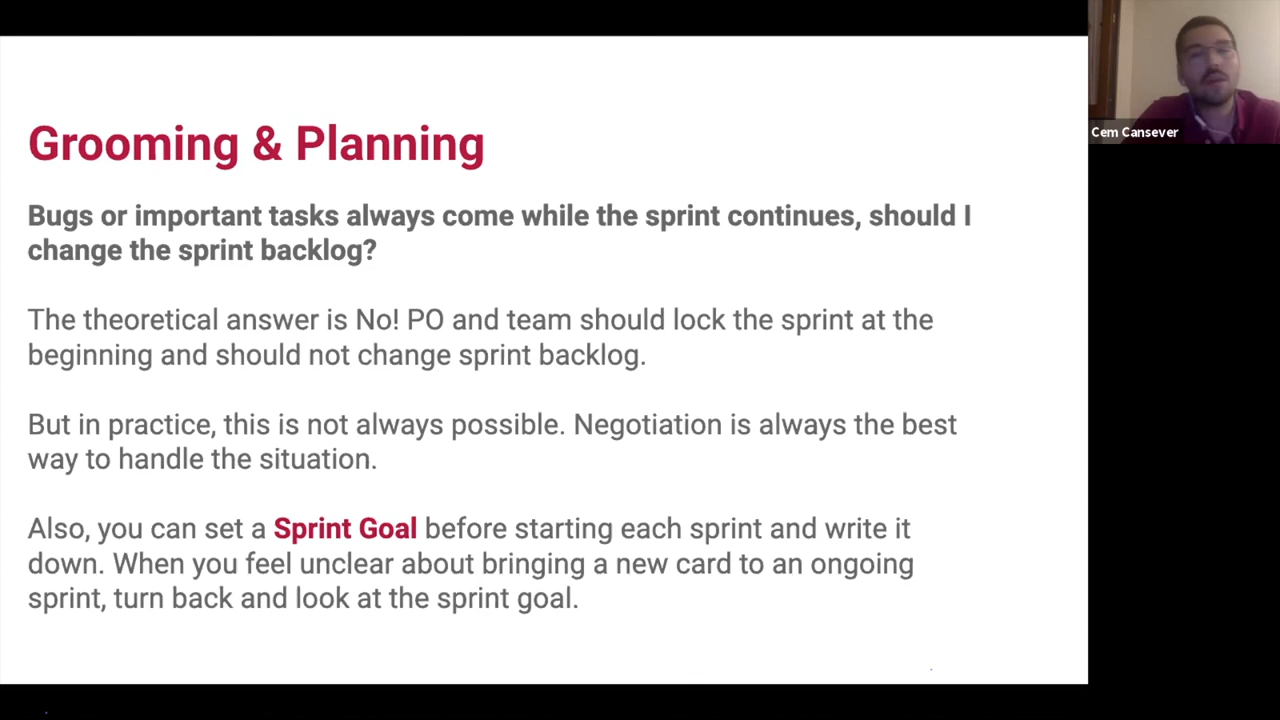 Grooming & Planning
Bugs or important tasks always come while the sprint continues, should I
change the sprint backlog?
The theoretical answer is No! PO and team should lock the sprint at the
beginning and should not change sprint backlog.
But in practice, this is not always possible. Negotiation is always the best
way to handle the situation.
Also, you can set a Sprint Goal before starting each sprint and write it
down. When you feel unclear about bringing a new card to an ongoing
sprint, turn back and look at the sprint goal.
Cem Cansever